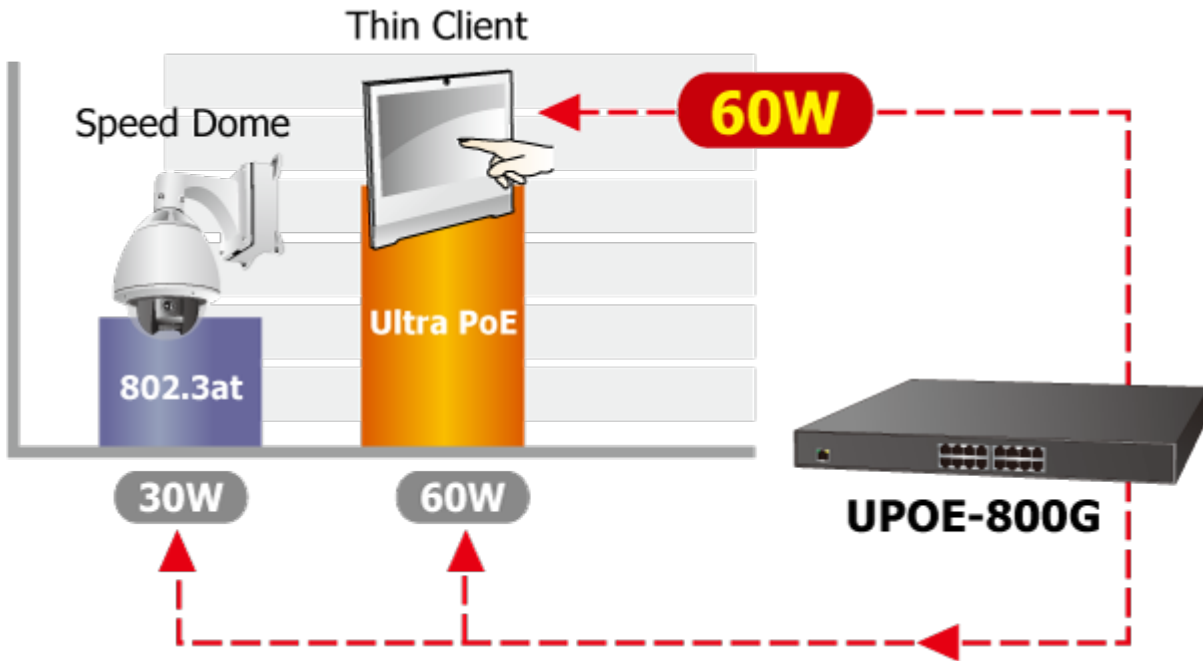 Thin Client
60W
Speed Dome
Ultra PoE
802.3at
30W
60W
UPOE-800G